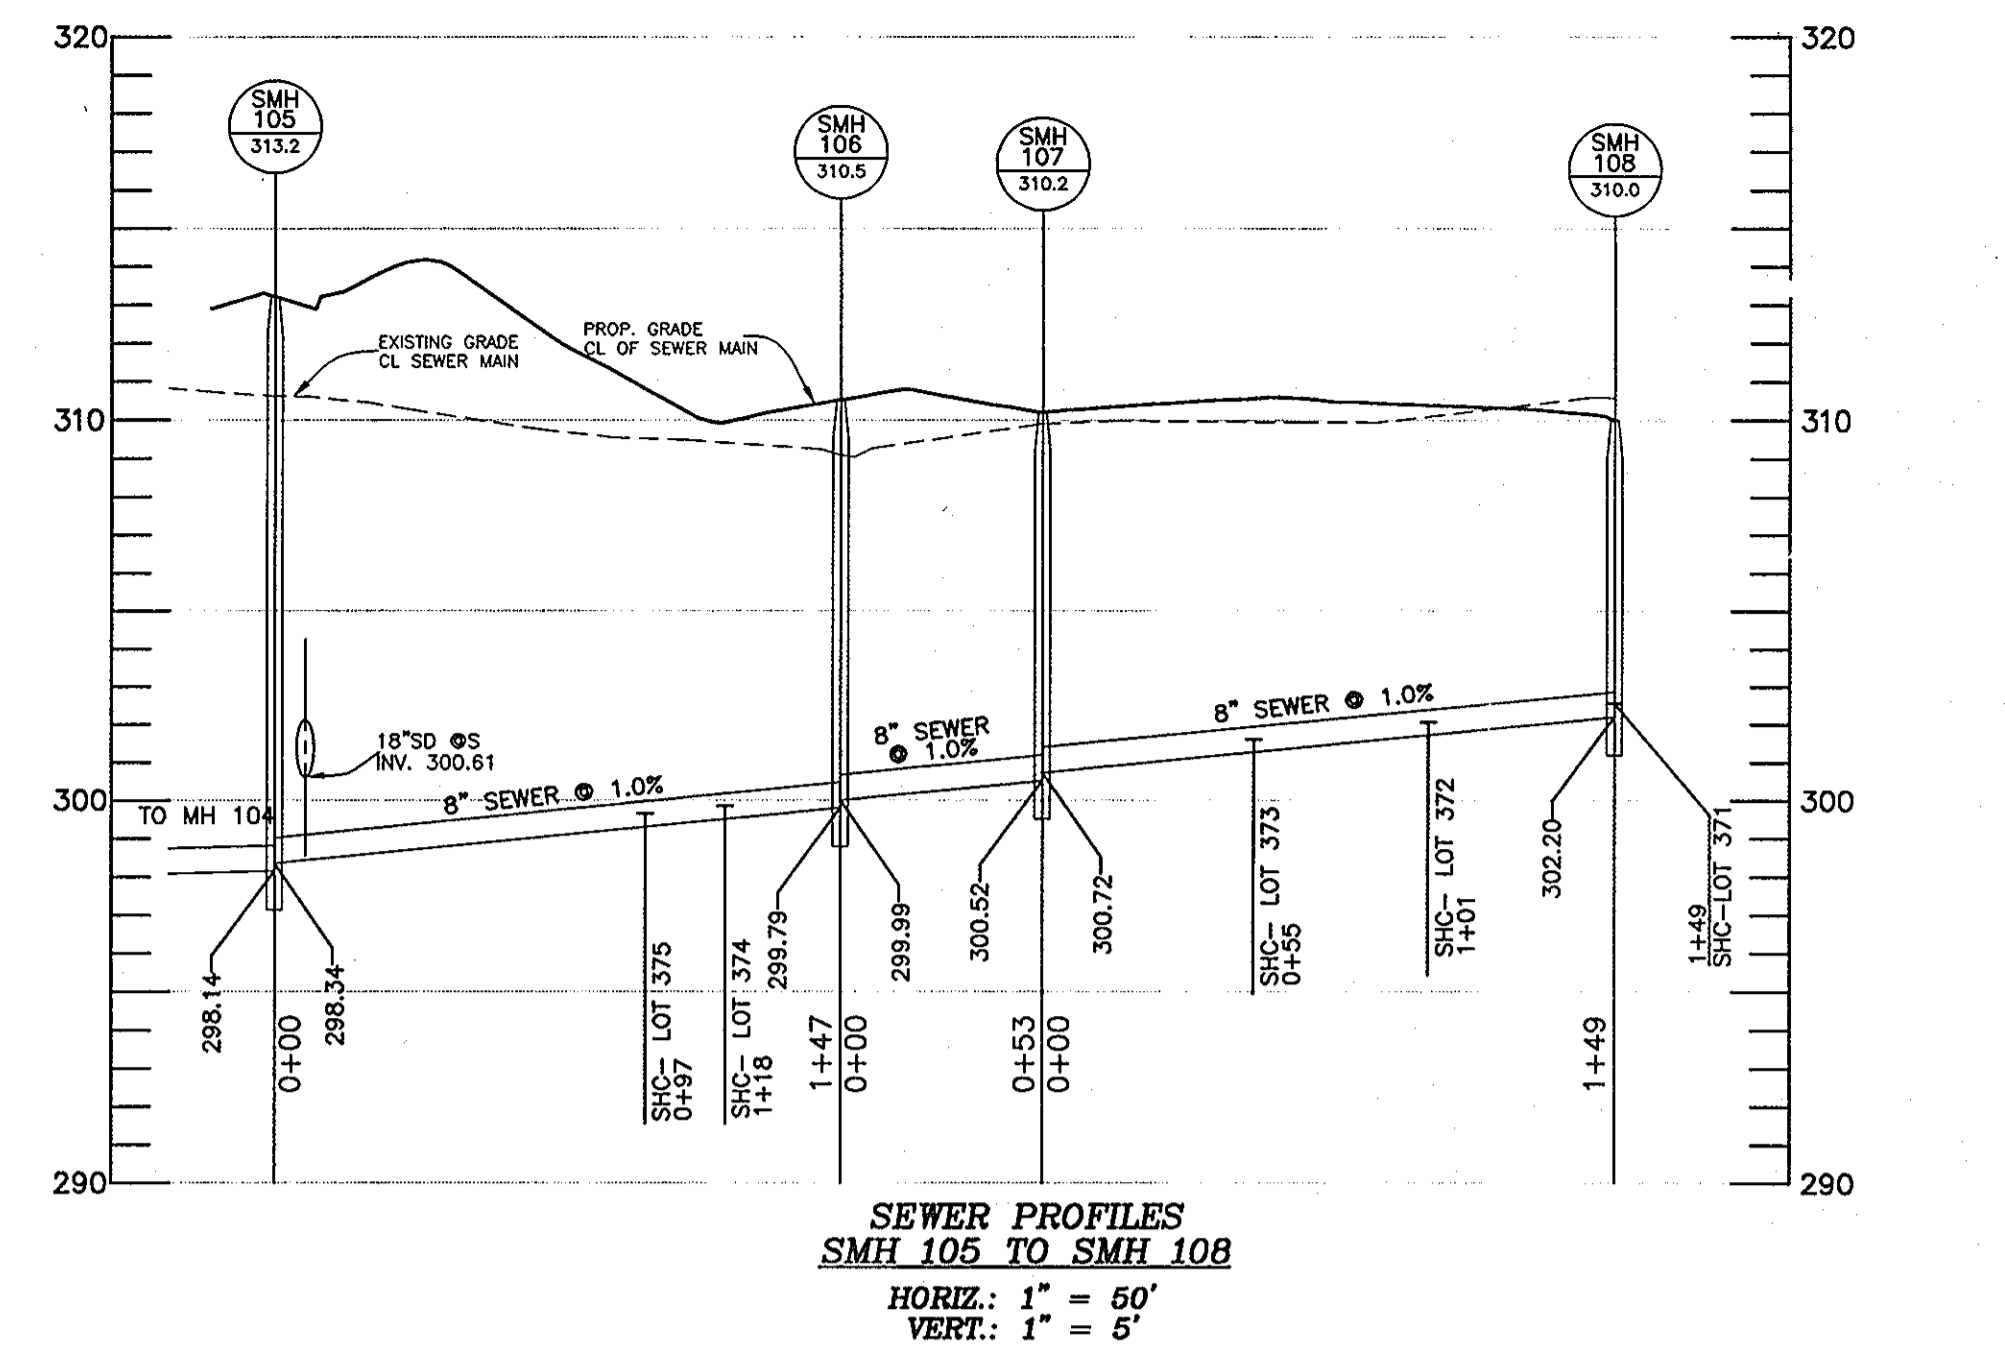 320
320
SMH
105
313.2
SMH
106
310.5
SMH
107
310.2
SMH
108
310.0
EXISTING GRADE
CL SEWER MAIN
PROP. GRADE
CL OF SEWER MAIN
310
310
18"SD @S
INV. 300.61
8" SEWER @ 1.0%
8" SEWER
@ 1.0%
8" SEWER @ 1.0%
300
300
TO MH 104
298.14
298.34
0+00
SHC- LOT 375
0+97
SHC- LOT 374
1+18
299.79
299.99
1+47
0+00
300.52
300.72
0+53
0+00
SHC- LOT 373
0+55
SHC- LOT 372
1+01
302.20
1+49
SHC-LOT 371
1+49
290
290
SEWER PROFILES
SMH 105 TO SMH 108
HORIZ.: 1" = 50'
VERT.: 1" = 5'